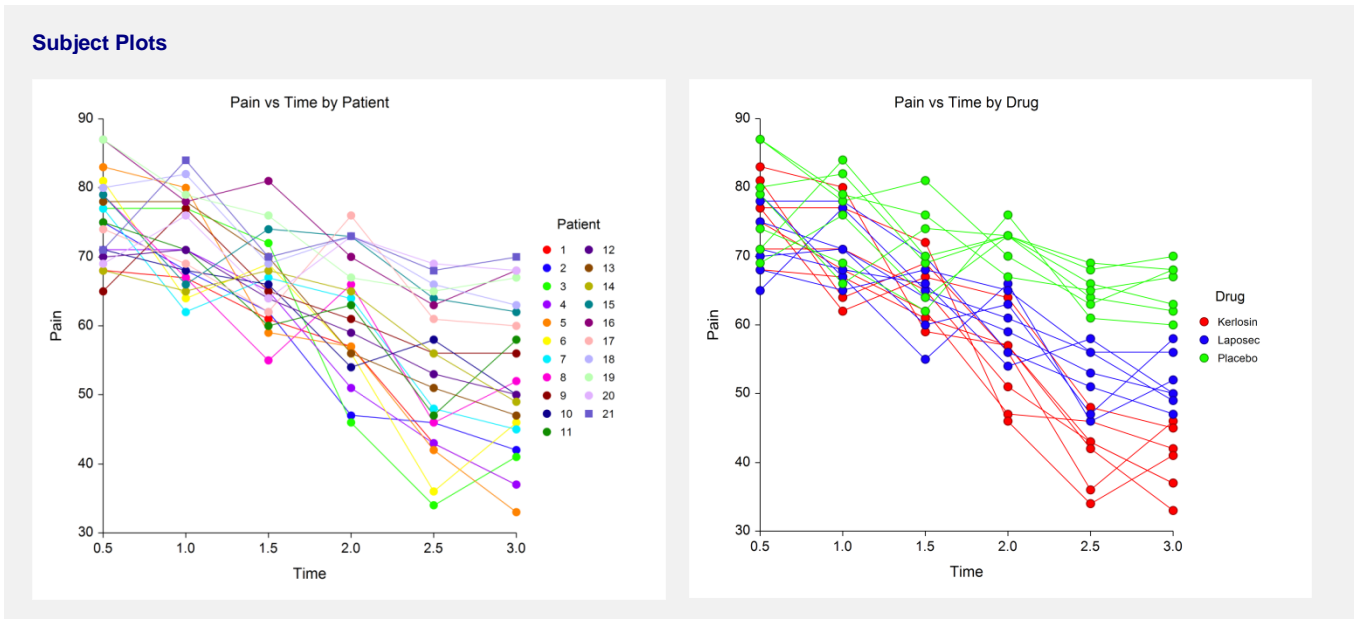 Subject Plots
Pain vs Time by Patient
90
80
70
60
50
40
30
Pain
0.5 1.0 1.5 2.0 2.5 3.0
Time
Patient
1 12
2 13
3 14
4 15
5 16
6 17
7 18
8 19
9 20
10 21
11
Pain vs Time by Drug
90
80
70
60
50
40
30
Pain
0.5 1.0 1.5 2.0 2.5 3.0
Time
Drug
Kerlosin
Laposec
Placebo